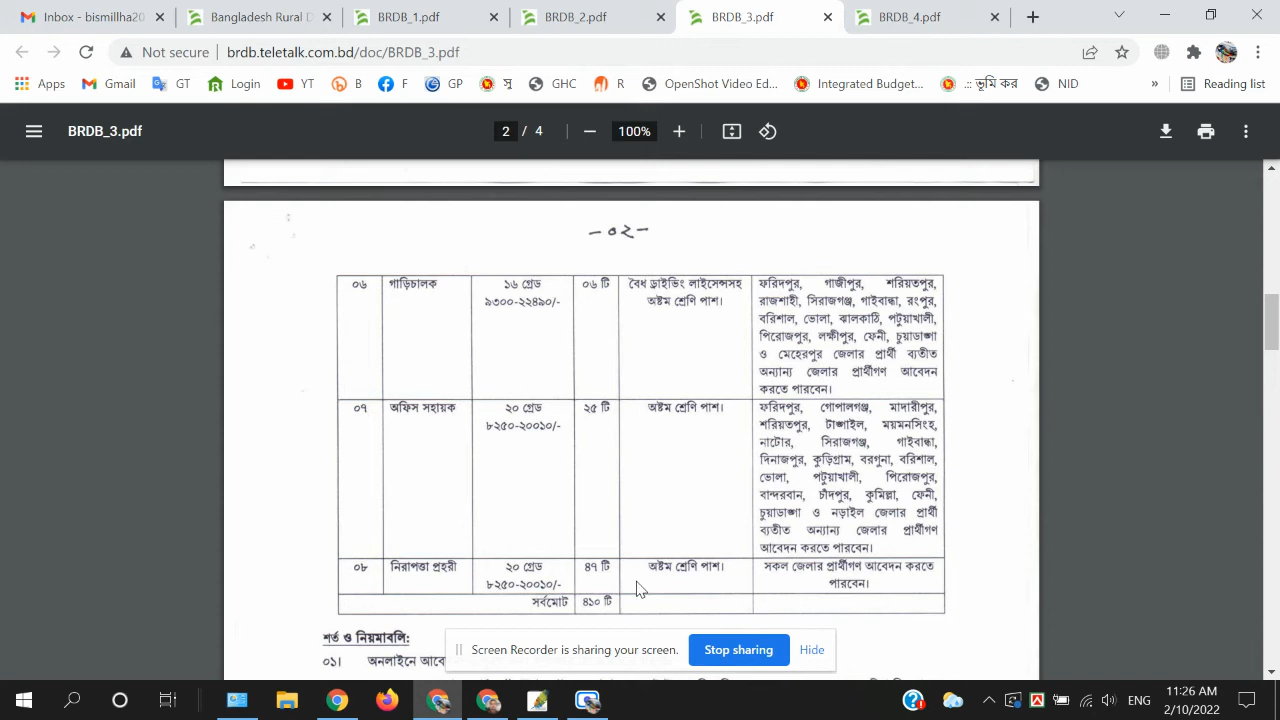 Inbox - bismillha20
Bangladesh Rural D
BRDB_1.pdf
BRDB_2.pdf
BRDB_3.pdf
BRDB_4.pdf
Not secure
brdb.teletalk.com.bd/doc/BRDB_3.pdf
Apps
Gmail
GT
Login
YT
B
F
GP
সু
GHC
R
OpenShot Video Ed...
Integrated Budget...
.:: ভূমি কর
NID
»
Reading list
BRDB_3.pdf
2 / 4
100%
-০২-
০৬ গাড়িচালক ১৬ গ্রেড ০৬ টি বৈধ ড্রাইভিং লাইসেন্সসহ ফরিদপুর, গাজীপুর, শরিয়তপুর,
৯৩০০-২২৪৯০/- অষ্টম শ্রেণি পাশ। রাজশাহী, সিরাজগঞ্জ, গাইবান্ধা, রংপুর,
বরিশাল, ভোলা, ঝালকাঠি, পটুয়াখালী,
পিরোজপুর, লক্ষীপুর, ফেনী, চুয়াডাঙ্গা
ও মেহেরপুর জেলার প্রার্থী ব্যতীত
অন্যান্য জেলার প্রার্থীগণ আবেদন
করতে পারবেন।
০৭ অফিস সহায়ক ২০ গ্রেড ২৫ টি অষ্টম শ্রেণি পাশ। ফরিদপুর, গোপালগঞ্জ, মাদারীপুর,
৮২৫০-২০০১০/- শরিয়তপুর, টাঙ্গাইল, ময়মনসিংহ,
নাটোর, সিরাজগঞ্জ, গাইবান্ধা,
দিনাজপুর, কুড়িগ্রাম, বরগুনা, বরিশাল,
ভোলা, পটুয়াখালী, পিরোজপুর,
বান্দরবান, চাঁদপুর, কুমিল্লা, ফেনী,
চুয়াডাঙ্গা ও নড়াইল জেলার প্রার্থী
ব্যতীত অন্যান্য জেলার প্রার্থীগণ
আবেদন করতে পারবেন।
০৮ নিরাপত্তা প্রহরী ২০ গ্রেড ৪৭ টি অষ্টম শ্রেণি পাশ। সকল জেলার প্রার্থীগণ আবেদন করতে
৮২৫০-২০০১০/- পারবেন।
সর্বমোট ৪১০ টি
শর্ত ও নিয়মাবলি:
০১। অনলাইনে আবে
Screen Recorder is sharing your screen.
Stop sharing
Hide
ENG
11:26 AM
2/10/2022